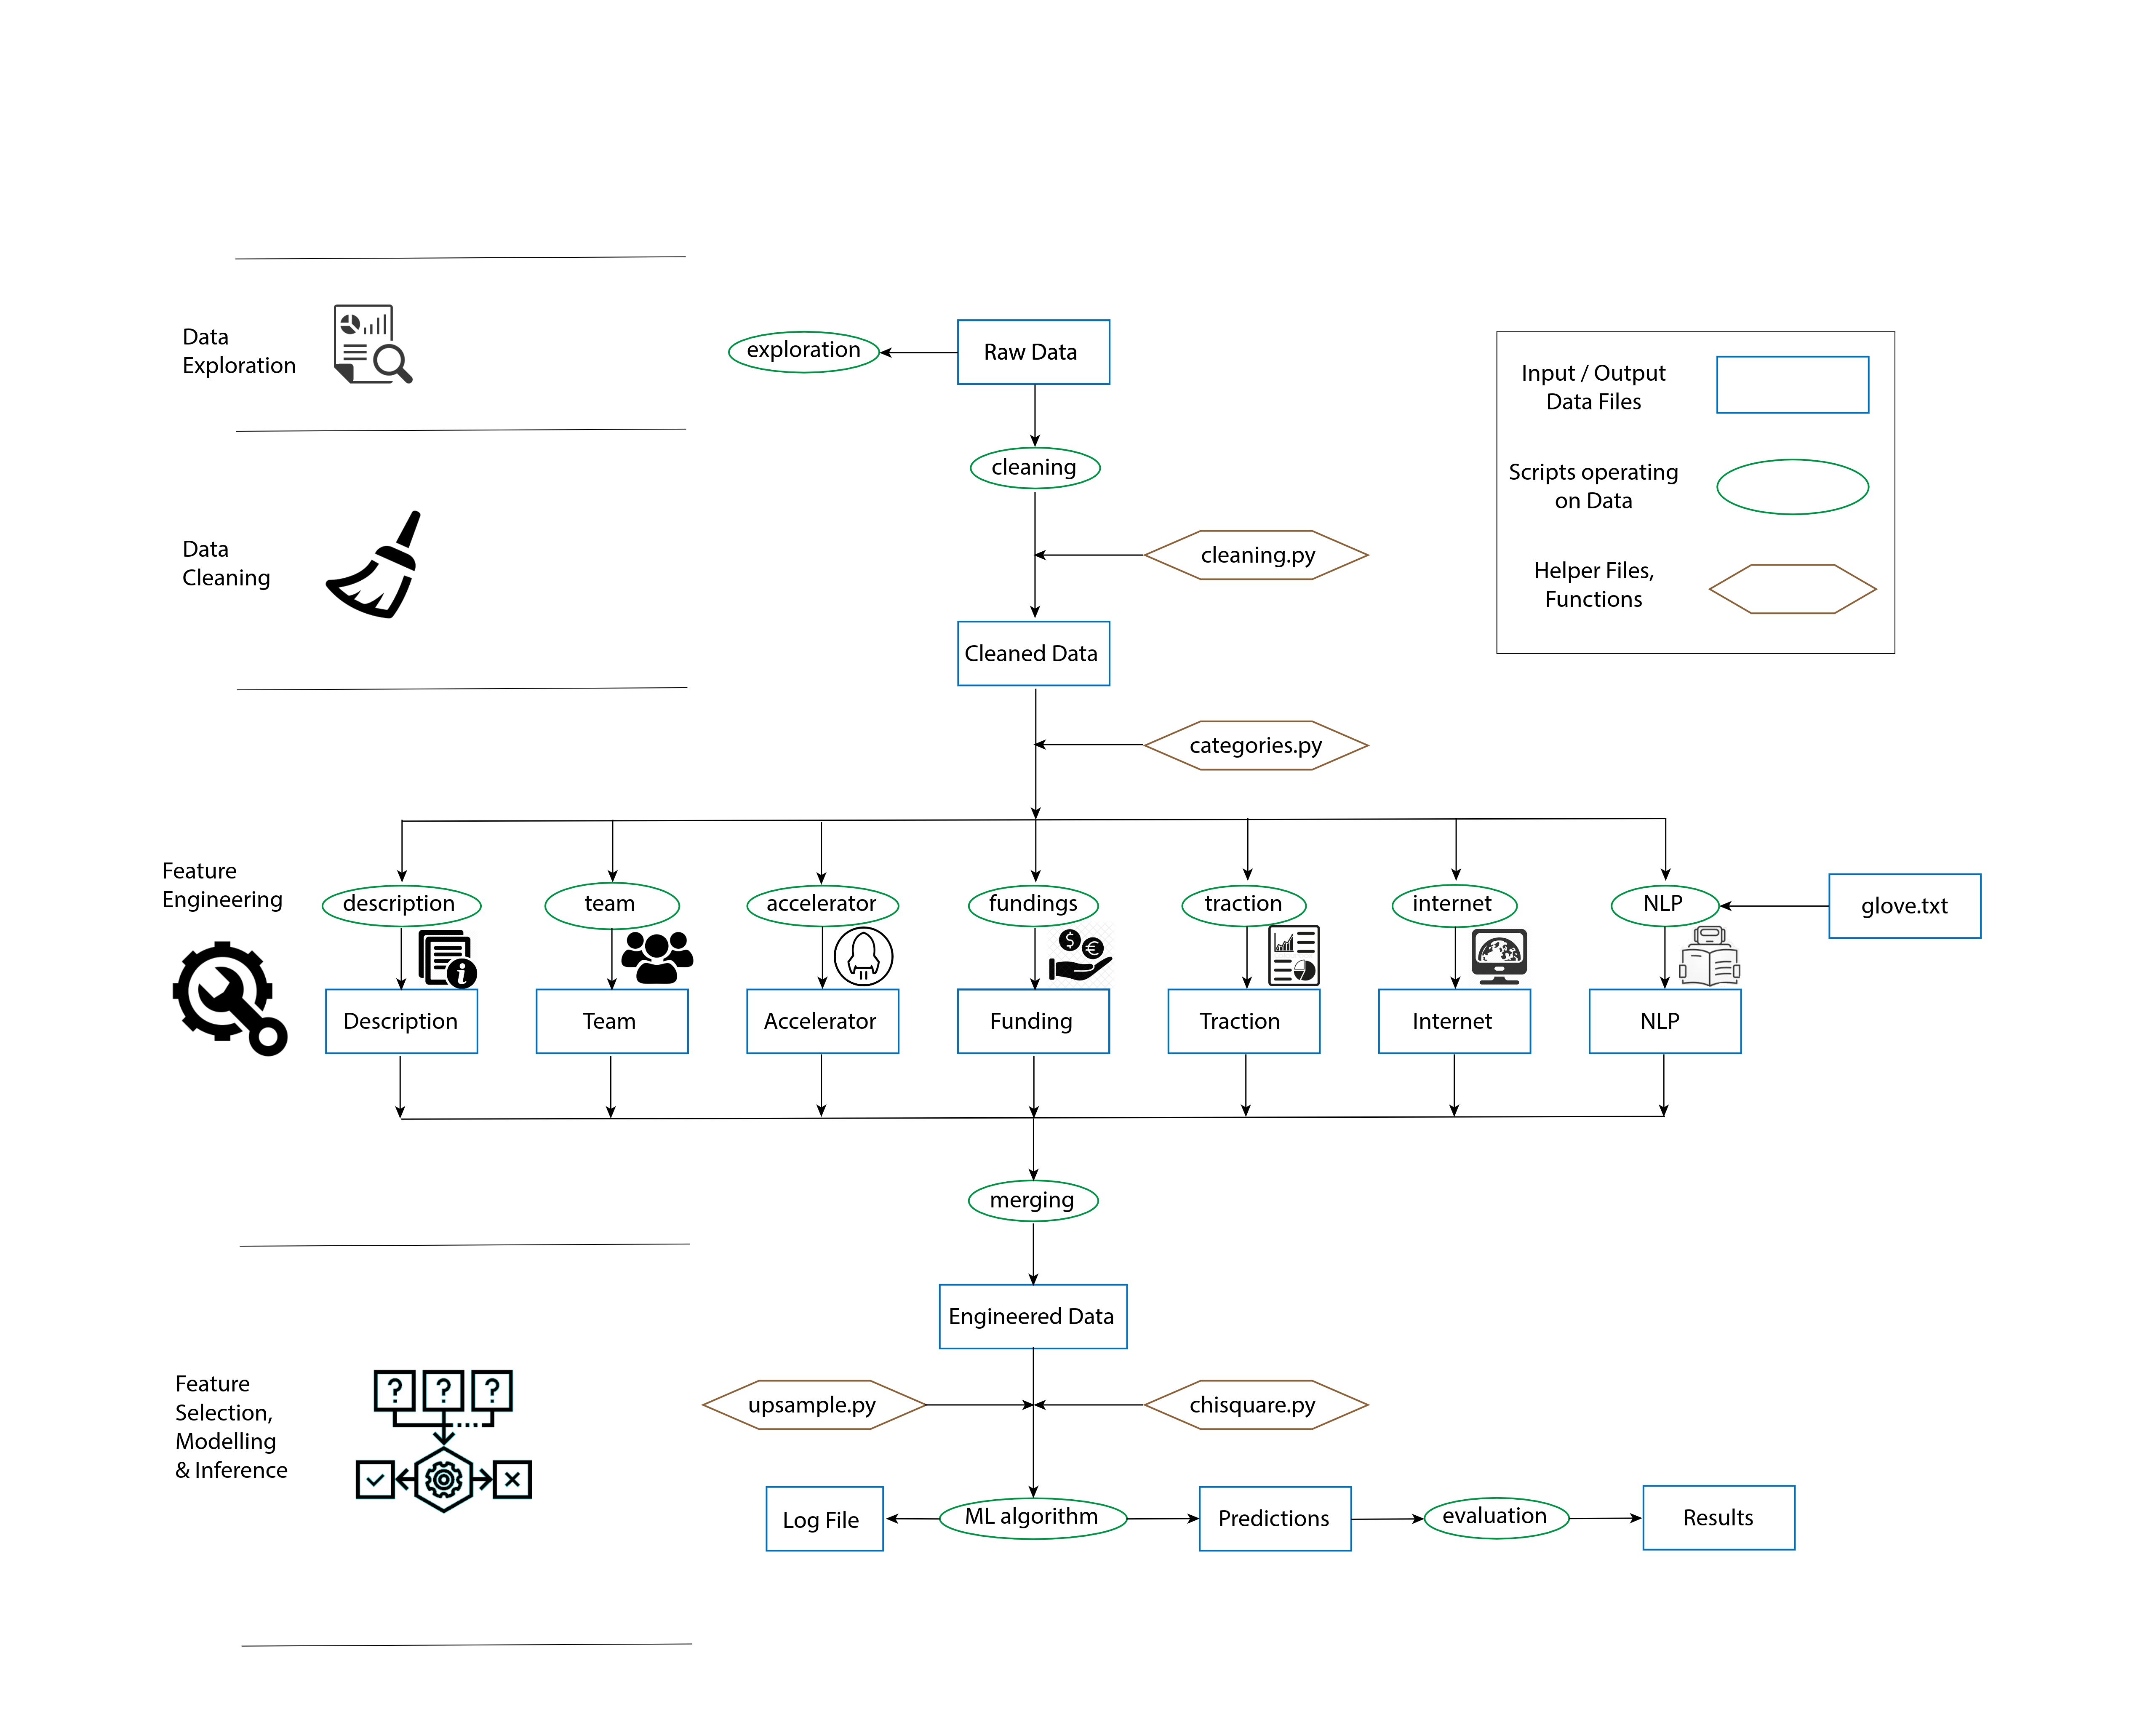 Data
Exploration
exploration
Raw Data
Input / Output
Data Files
cleaning
Scripts operating
on Data
Data
Cleaning
cleaning.py
Helper Files,
Functions
Cleaned Data
categories.py
Feature
Engineering
description
team
accelerator
fundings
traction
internet
NLP
glove.txt
i
$
€
Description
Team
Accelerator
Funding
Traction
Internet
NLP
merging
Engineered Data
Feature
Selection,
Modelling
& Inference
? ? ?
upsample.py
chisquare.py
Log File
ML algorithm
Predictions
evaluation
Results